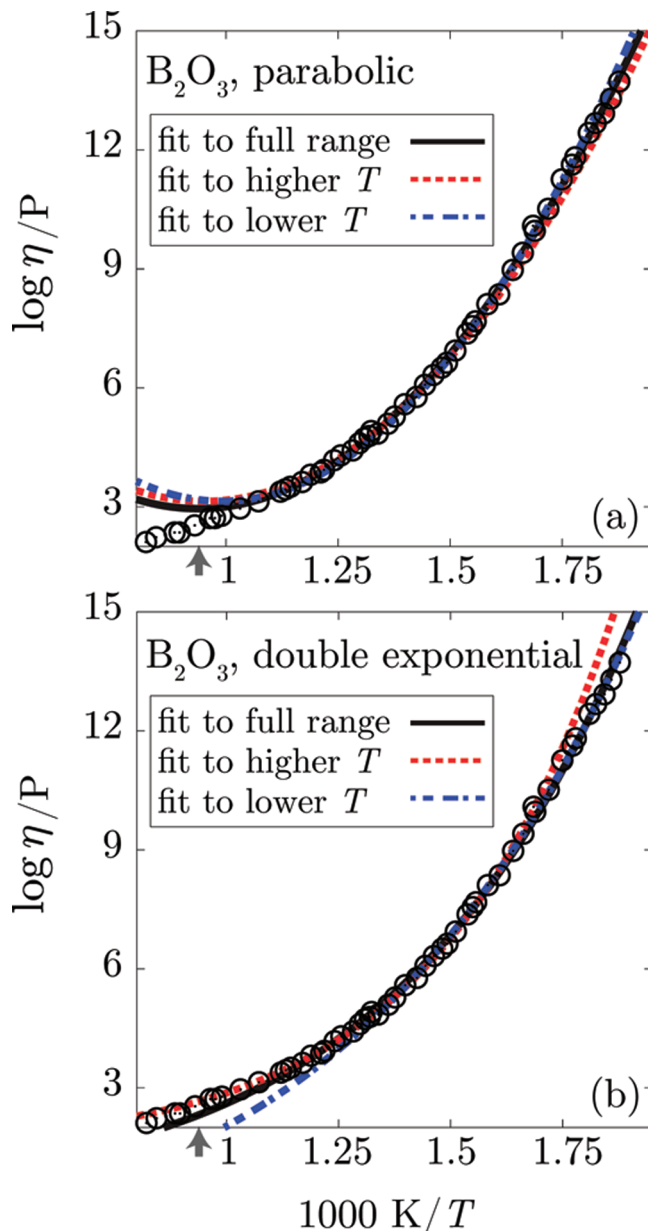 15
B₂O₃, parabolic
fit to full range
fit to higher T
fit to lower T
12
9
6
3
log η/P
(a)
1
1.25
1.5
1.75
15
B₂O₃, double exponential
fit to full range
fit to higher T
fit to lower T
12
9
6
3
log η/P
(b)
1
1.25
1.5
1.75
1000 K/T